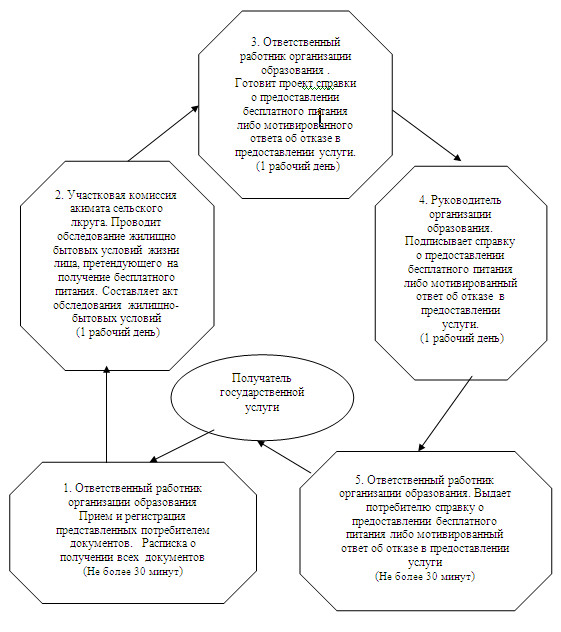 3. Ответственный
работник организации
образования .
Готовит проект справки
о предоставлении
бесплатного питания
либо мотивированного
ответа об отказе в
предоставлении услуги.
(1 рабочий день)
2. Участковая комиссия
акимата сельского
лкруга. Проводит
обследование жилищно
бытовых условий жизни
лица, претендующего на
получение бесплатного
питания. Составляет акт
обследования жилищно-
бытовых условий
(1 рабочий день)
4. Руководитель
организации
образования.
Подписывает справку
о предоставлении
бесплатного питания
либо мотивированный
ответ об отказе в
предоставлении
услуги.
(1 рабочий день)
Получатель
государственной
услуги
1. Ответственный работник
организации образования
Прием и регистрация
представленных потребителем
документов. Расписка о
получении всех документов
(Не более 30 минут)
5. Ответственный работник
организации образования. Выдает
потребителю справку о
предоставлении бесплатного
питания либо мотивированный
ответ об отказе в предоставлении
услуги
(Не более 30 минут)